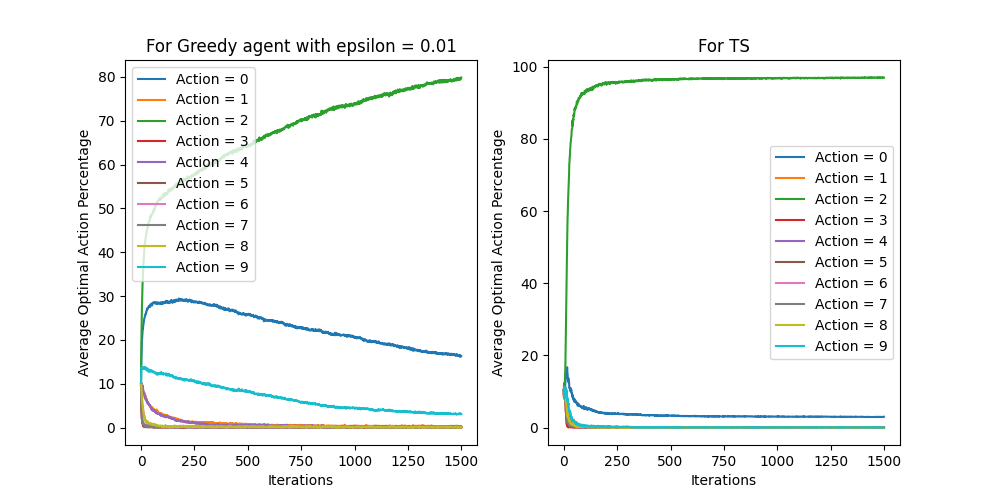 For Greedy agent with epsilon = 0.01
Average Optimal Action Percentage
80
70
60
50
40
30
20
10
0
Action = 0
Action = 1
Action = 2
Action = 3
Action = 4
Action = 5
Action = 6
Action = 7
Action = 8
Action = 9
0 250 500 750 1000 1250 1500
Iterations
For TS
Average Optimal Action Percentage
100
80
60
40
20
0
Action = 0
Action = 1
Action = 2
Action = 3
Action = 4
Action = 5
Action = 6
Action = 7
Action = 8
Action = 9
0 250 500 750 1000 1250 1500
Iterations